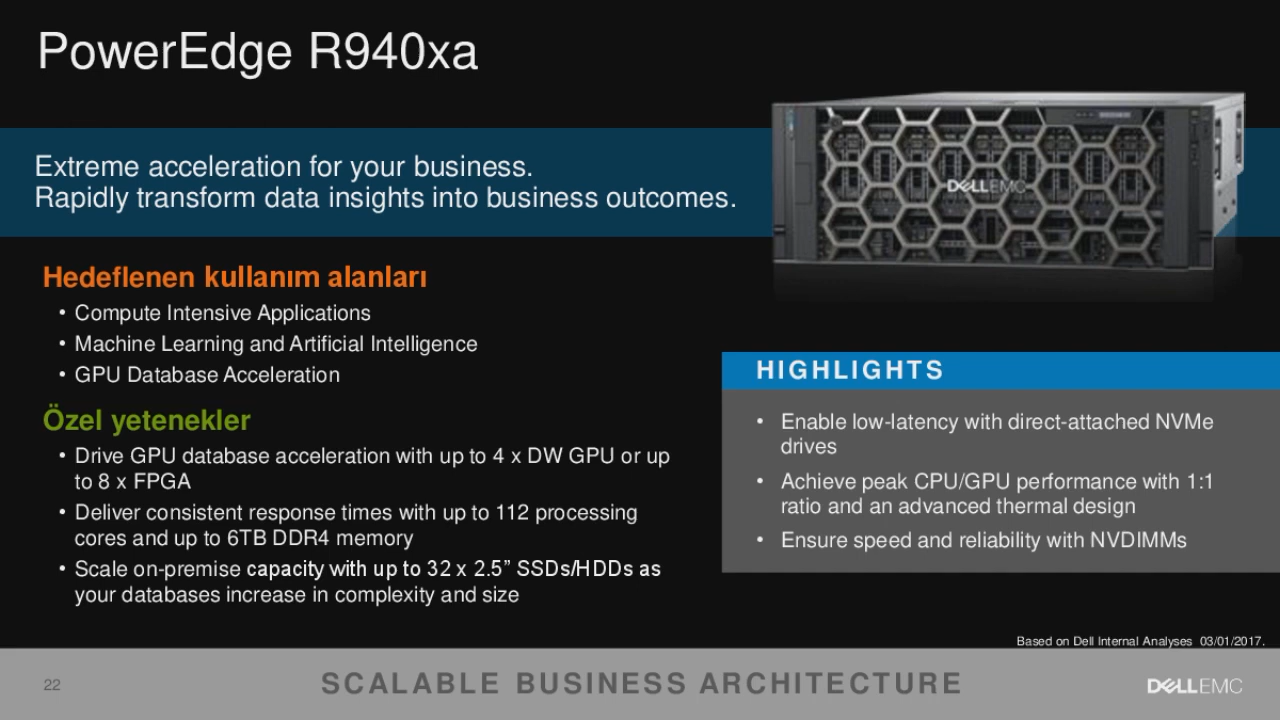 PowerEdge R940xa
Extreme acceleration for your business.
Rapidly transform data insights into business outcomes.
DELLEMC
Hedeflenen kullanım alanları
• Compute Intensive Applications
• Machine Learning and Artificial Intelligence
• GPU Database Acceleration
Özel yetenekler
• Drive GPU database acceleration with up to 4 x DW GPU or up
to 8 x FPGA
• Deliver consistent response times with up to 112 processing
cores and up to 6TB DDR4 memory
• Scale on-premise capacity with up to 32 x 2.5” SSDs/HDDs as
your databases increase in complexity and size
HIGHLIGHTS
• Enable low-latency with direct-attached NVMe
drives
• Achieve peak CPU/GPU performance with 1:1
ratio and an advanced thermal design
• Ensure speed and reliability with NVDIMMs
Based on Dell Internal Analyses 03/01/2017.
22
SCALABLE BUSINESS ARCHITECTURE
DELLEMC